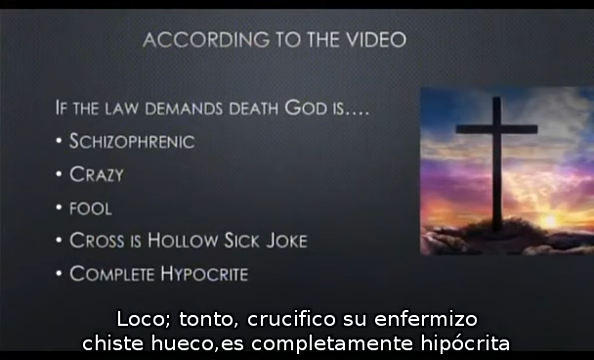 ACCORDING TO THE VIDEO
IF THE LAW DEMANDS DEATH GOD IS....
• SCHIZOPHRENIC
• CRAZY
• FOOL
• CROSS IS HOLLOW SICK JOKE
• COMPLETE HYPOCRITE
Loco; tonto, crucifico su enfermizo
chiste hueco,es completamente hipócrita